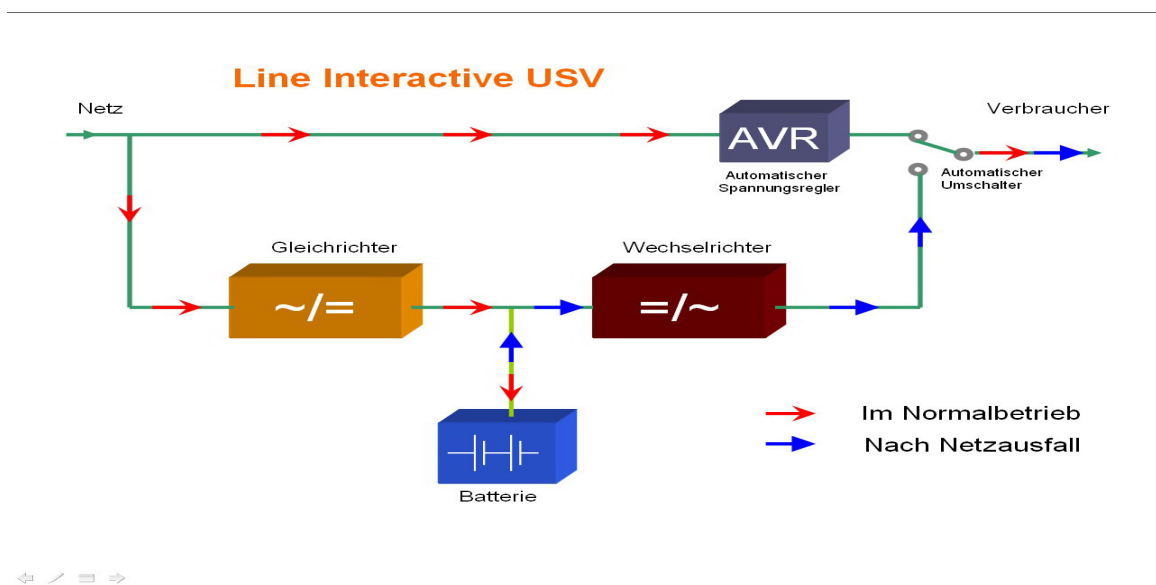 Line Interactive USV
Netz
Verbraucher
AVR
Automatischer
Spannungsregler
Automatischer
Umschalter
Gleichrichter
Wechselrichter
~/=
=/~
Im Normalbetrieb
Nach Netzausfall
Batterie